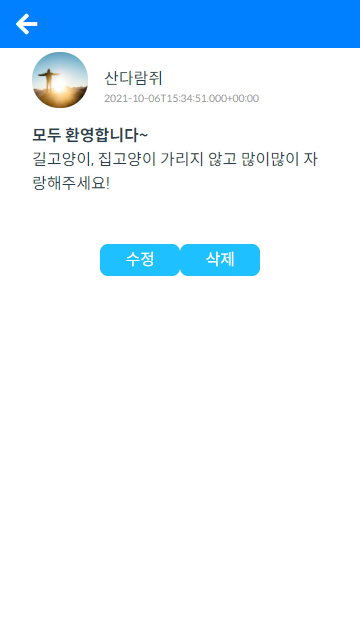 산다람쥐
2021-10-06T15:34:51.000+00:00
모두 환영합니다~
길고양이, 집고양이 가리지 않고 많이많이 자
랑해주세요!
수정 삭제